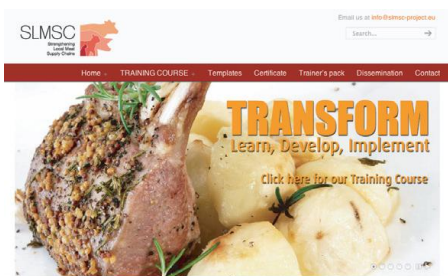 Email us at info@slmsc-project.eu
SLMSC
Strengthening
Local Meat
Supply Chains
Search...
Home TRAINING COURSE Templates Certificate Trainer's pack Dissemination Contact
TRANSFORM
Learn, Develop, Implement
Click here for our Training Course